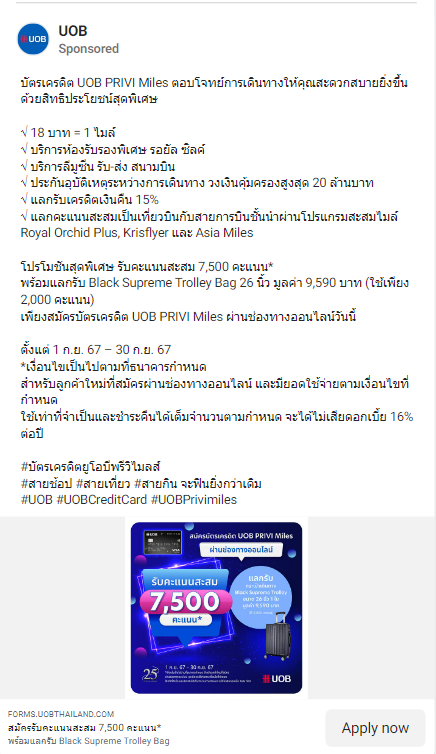 UOB
UOB
Sponsored
บัตรเครดิต UOB PRIVI Miles ตอบโจทย์การเดินทางให้คุณสะดวกสบายยิ่งขึ้น
ด้วยสิทธิประโยชน์สุดพิเศษ
√ 18 บาท = 1 ไมล์
√ บริการห้องรับรองพิเศษ รอยัล ซิลค์
√ บริการลีมูซีน รับ-ส่ง สนามบิน
√ ประกันอุบัติเหตุระหว่างการเดินทาง วงเงินคุ้มครองสูงสุด 20 ล้านบาท
√ แลกรับเครดิตเงินคืน 15%
√ แลกคะแนนสะสมเป็นเที่ยวบินกับสายการบินชั้นนำผ่านโปรแกรมสะสมไมล์
Royal Orchid Plus, Krisflyer และ Asia Miles
โปรโมชันสุดพิเศษ รับคะแนนสะสม 7,500 คะแนน*
พร้อมแลกรับ Black Supreme Trolley Bag 26 นิ้ว มูลค่า 9,590 บาท (ใช้เพียง
2,000 คะแนน)
เพียงสมัครบัตรเครดิต UOB PRIVI Miles ผ่านช่องทางออนไลน์วันนี้
ตั้งแต่ 1 ก.ย. 67 – 30 ก.ย. 67
*เงื่อนไขเป็นไปตามที่ธนาคารกำหนด
สำหรับลูกค้าใหม่ที่สมัครผ่านช่องทางออนไลน์ และมียอดใช้จ่ายตามเงื่อนไขที่
กำหนด
ใช้เท่าที่จำเป็นและชำระคืนได้เต็มจำนวนตามกำหนด จะได้ไม่เสียดอกเบี้ย 16%
ต่อปี
#บัตรเครดิตยูโอบีพรีวิไมลส์
#สายช้อป #สายเที่ยว #สายกิน จะฟินยิ่งกว่าเดิม
#UOB #UOBCreditCard #UOBPrivimiles
สมัครบัตรเครดิต UOB PRIVI Miles
ผ่านช่องทางออนไลน์
UOB
VISA
รับคะแนนสะสม
7,500
คะแนน*
แลกรับ
Black Supreme Trolley
ขนาด 26 นิ้ว 1 ใบ
มูลค่า 9,590 บาท
25
1 ก.ย. 67 - 30 ก.ย. 67
UOB
FORMS.UOBTHAILAND.COM
สมัครรับคะแนนสะสม 7,500 คะแนน*
พร้อมแลกรับ Black Supreme Trolley Bag
Apply now